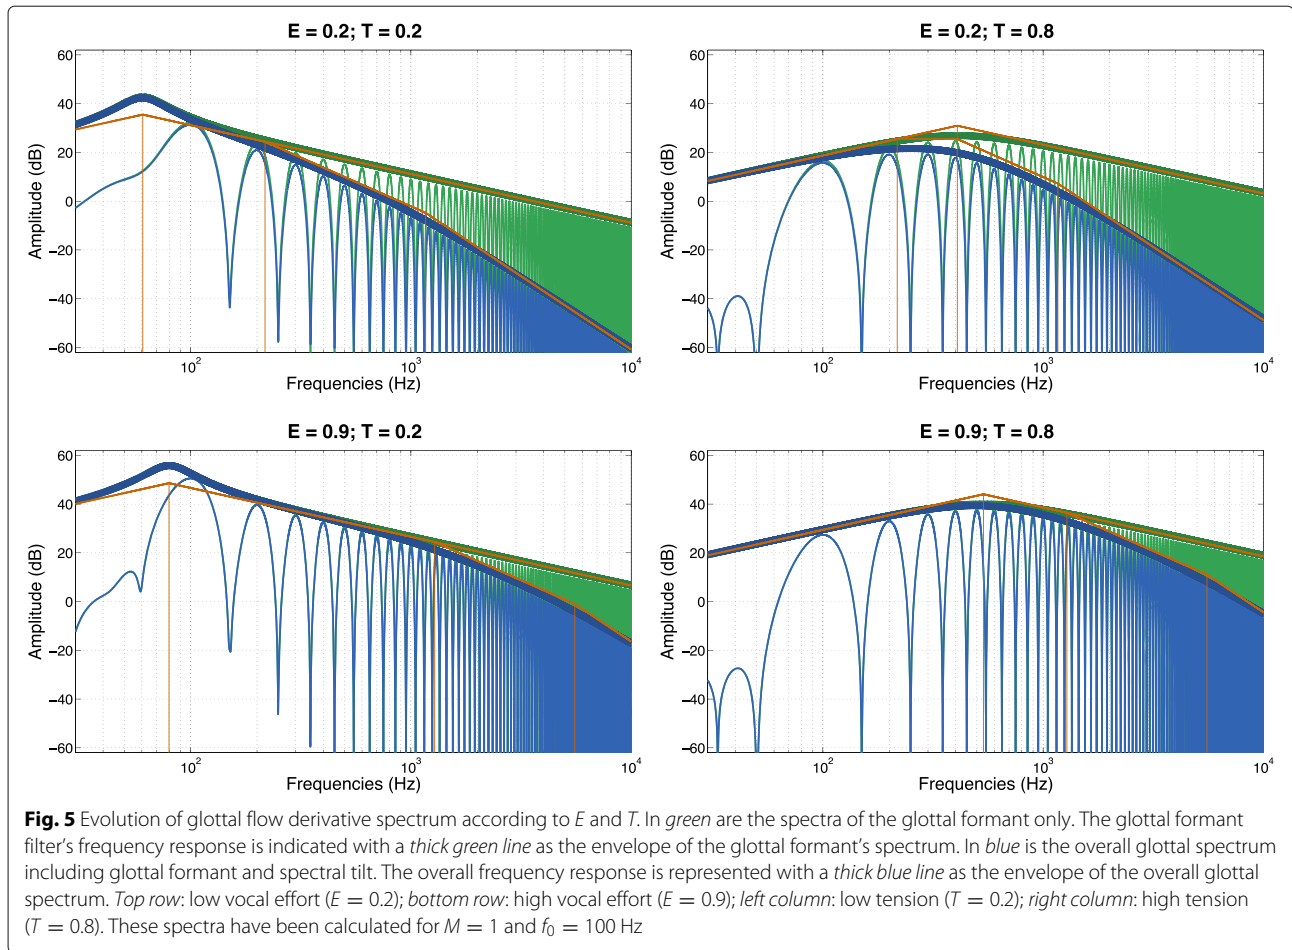 E = 0.2; T = 0.2
E = 0.2; T = 0.8
60
40
20
0
−20
−40
−60
Amplitude (dB)
10²
10³
10⁴
Frequencies (Hz)
60
40
20
0
−20
−40
−60
Amplitude (dB)
10²
10³
10⁴
Frequencies (Hz)
E = 0.9; T = 0.2
E = 0.9; T = 0.8
60
40
20
0
−20
−40
−60
Amplitude (dB)
10²
10³
10⁴
Frequencies (Hz)
60
40
20
0
−20
−40
−60
Amplitude (dB)
10²
10³
10⁴
Frequencies (Hz)
Fig. 5 Evolution of glottal flow derivative spectrum according to E and T. In green are the spectra of the glottal formant only. The glottal formant
filter's frequency response is indicated with a thick green line as the envelope of the glottal formant's spectrum. In blue is the overall glottal spectrum
including glottal formant and spectral tilt. The overall frequency response is represented with a thick blue line as the envelope of the overall glottal
spectrum. Top row: low vocal effort (E = 0.2); bottom row: high vocal effort (E = 0.9); left column: low tension (T = 0.2); right column: high tension
(T = 0.8). These spectra have been calculated for M = 1 and f₀ = 100 Hz